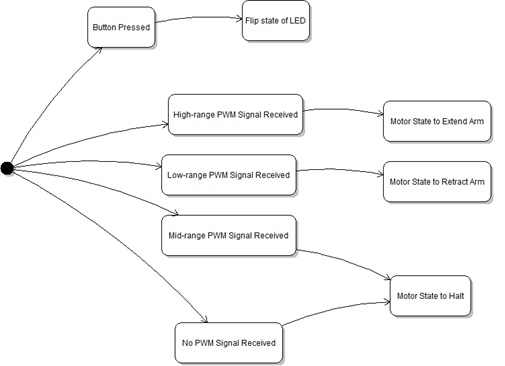 Button Pressed
Flip state of LED
High-range PWM Signal Received
Motor State to Extend Arm
Low-range PWM Signal Received
Motor State to Retract Arm
Mid-range PWM Signal Received
Motor State to Halt
No PWM Signal Received